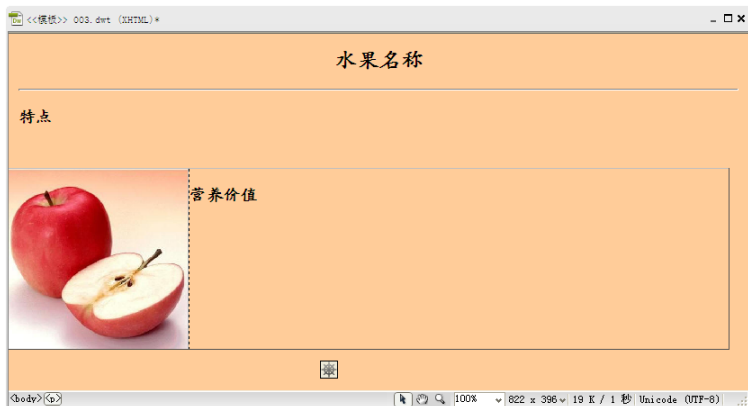 <<模板>> 003.dwt (XHTML)*
水果名称
特点
营养价值
<body><p>
100%
822 x 396
19 K / 1 秒
Unicode (UTF-8)